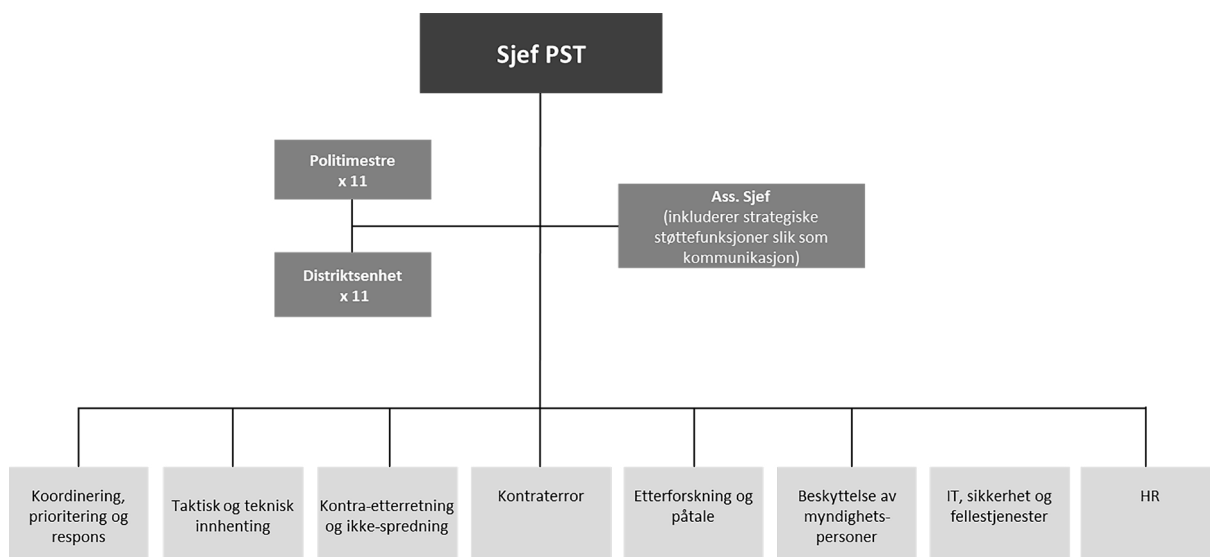 Sjef PST
Politimestre
x 11
Ass. Sjef
(inkluderer strategiske
støttefunksjoner slik som
kommunikasjon)
Distriktsenhet
x 11
Koordinering,
prioritering og
respons
Taktisk og teknisk
innhenting
Kontra-etterretning
og ikke-spredning
Kontraterror
Etterforskning og
påtale
Beskyttelse av
myndighets-
personer
IT, sikkerhet og
fellestjenester
HR